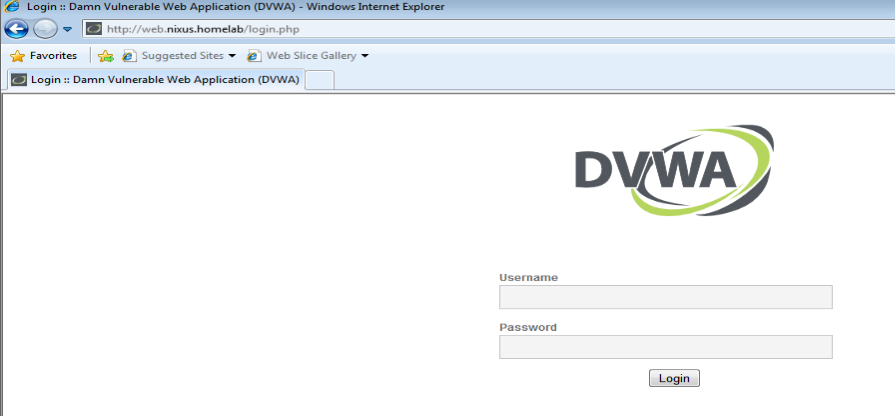 Login :: Damn Vulnerable Web Application (DVWA) - Windows Internet Explorer
http://web.nixus.homelab/login.php
Favorites Suggested Sites Web Slice Gallery
Login :: Damn Vulnerable Web Application (DVWA)
DVWA
Username
Password
Login